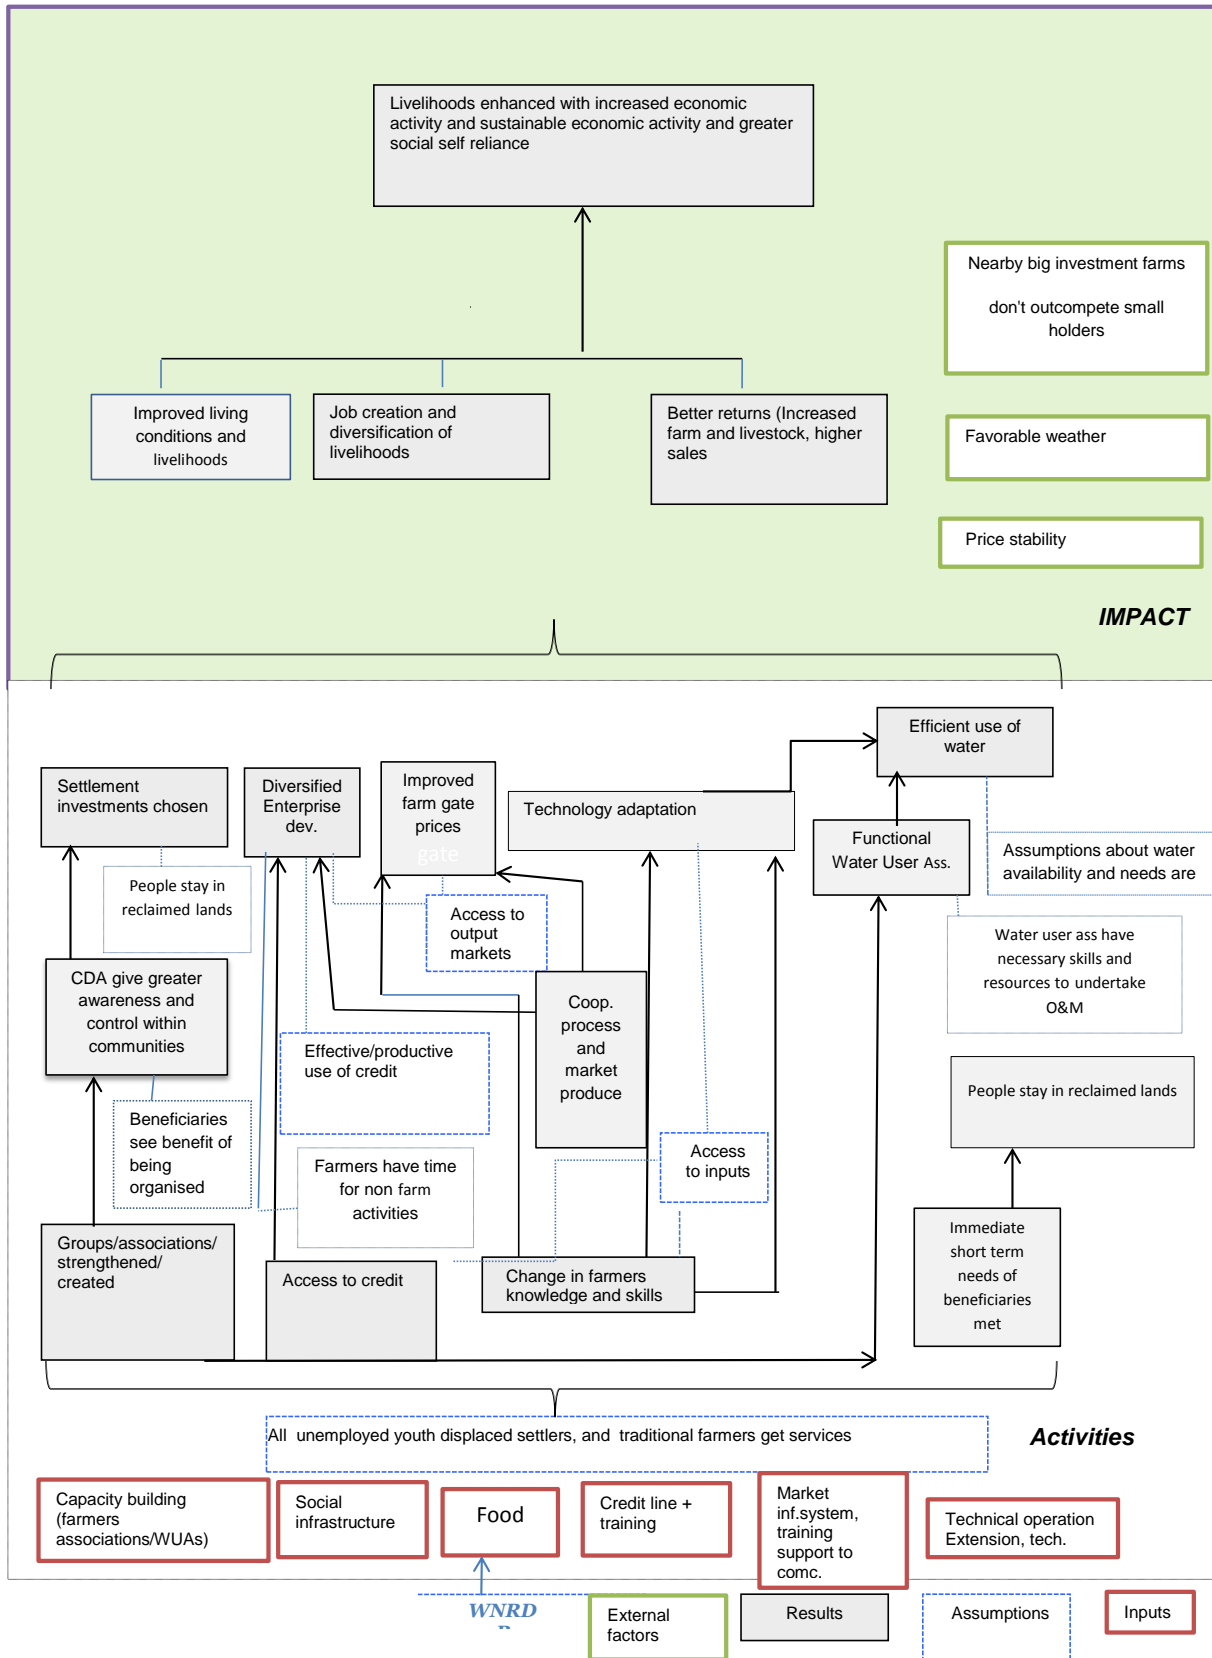 Livelihoods enhanced with increased economic
activity and sustainable economic activity and greater
social self reliance
Nearby big investment farms
don't outcompete small
holders
Improved living
conditions and
livelihoods
Job creation and
diversification of
livelihoods
Better returns (Increased
farm and livestock, higher
sales
Favorable weather
Price stability
IMPACT
Efficient use of
water
Settlement
investments chosen
Diversified
Enterprise
dev.
Improved
farm gate
prices
gate
Technology adaptation
Functional
Water User Ass.
Assumptions about water
availability and needs are
People stay in
reclaimed lands
Access to
output
markets
Water user ass have
necessary skills and
resources to undertake
O&M
CDA give greater
awareness and
control within
communities
Coop.
process
and
market
produce
Effective/productive
use of credit
People stay in reclaimed lands
Beneficiaries
see benefit of
being
organised
Farmers have time
for non farm
activities
Access
to inputs
Groups/associations/
strengthened/
created
Access to credit
Change in farmers
knowledge and skills
Immediate
short term
needs of
beneficiaries
met
All unemployed youth displaced settlers, and traditional farmers get services
Activities
Capacity building
(farmers
associations/WUAs)
Social
infrastructure
Food
Credit line +
training
Market
inf.system,
training
support to
comc.
Technical operation
Extension, tech.
WNRD
External
factors
Results
Assumptions
Inputs